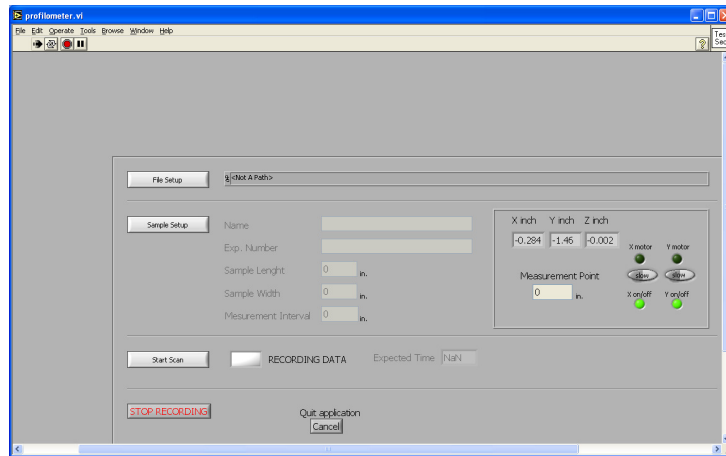 profilometer.vi
File Edit Operate Tools Browse Window Help
? Tes
Sec
File Setup
<Not A Path>
Sample Setup
Name
Exp. Number
Sample Lenght 0 in.
Sample Width 0 in.
Mesurement Interval 0 in.
X inch Y inch Z inch
-0.284 -1.46 -0.002
X motor Y motor
slow slow
Measurement Point
0 in.
X on/off Y on/off
Start Scan RECORDING DATA Expected Time NaN
STOP RECORDING
Quit application
Cancel